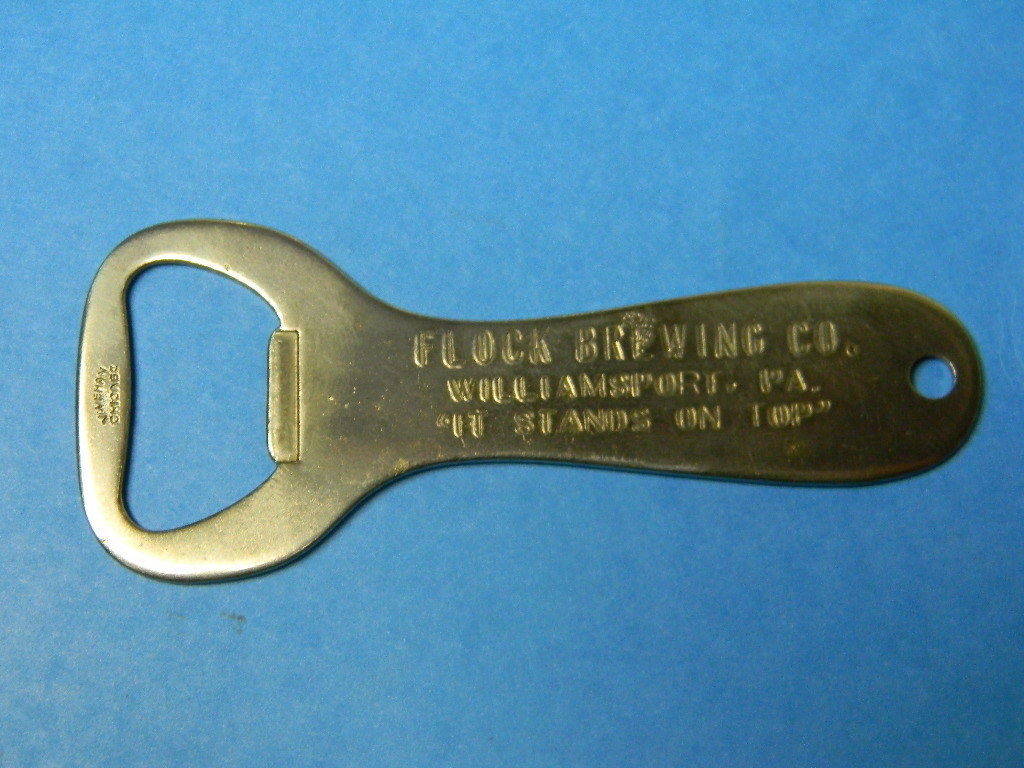 FLOCK BREWING CO.
WILLIAMSPORT, PA.
"IT STANDS ON TOP"